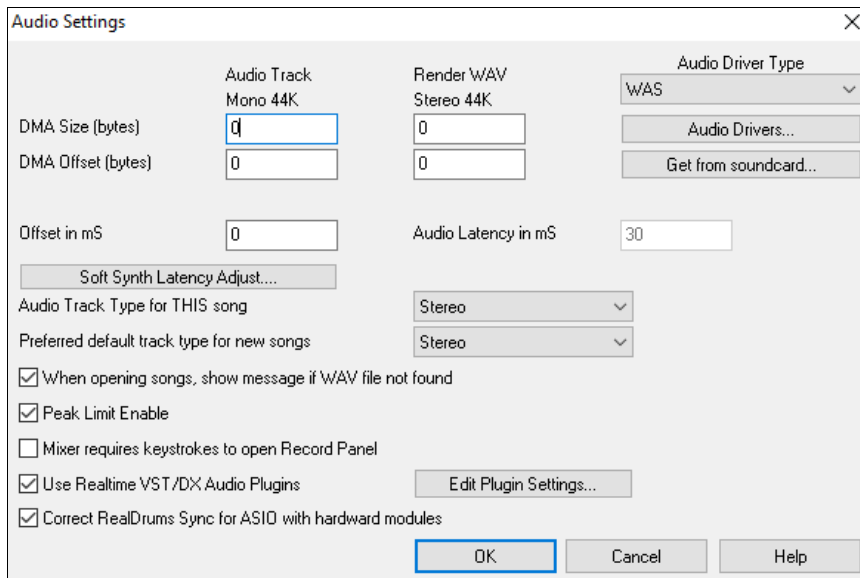 Audio Settings
Audio Track
Mono 44K
Render WAV
Stereo 44K
Audio Driver Type
WAS
DMA Size (bytes)
0
0
Audio Drivers...
DMA Offset (bytes)
0
0
Get from soundcard...
Offset in mS
0
Audio Latency in mS
30
Soft Synth Latency Adjust....
Audio Track Type for THIS song
Stereo
Preferred default track type for new songs
Stereo
When opening songs, show message if WAV file not found
Peak Limit Enable
Mixer requires keystrokes to open Record Panel
Use Realtime VST/DX Audio Plugins
Edit Plugin Settings...
Correct RealDrums Sync for ASIO with hardward modules
OK
Cancel
Help